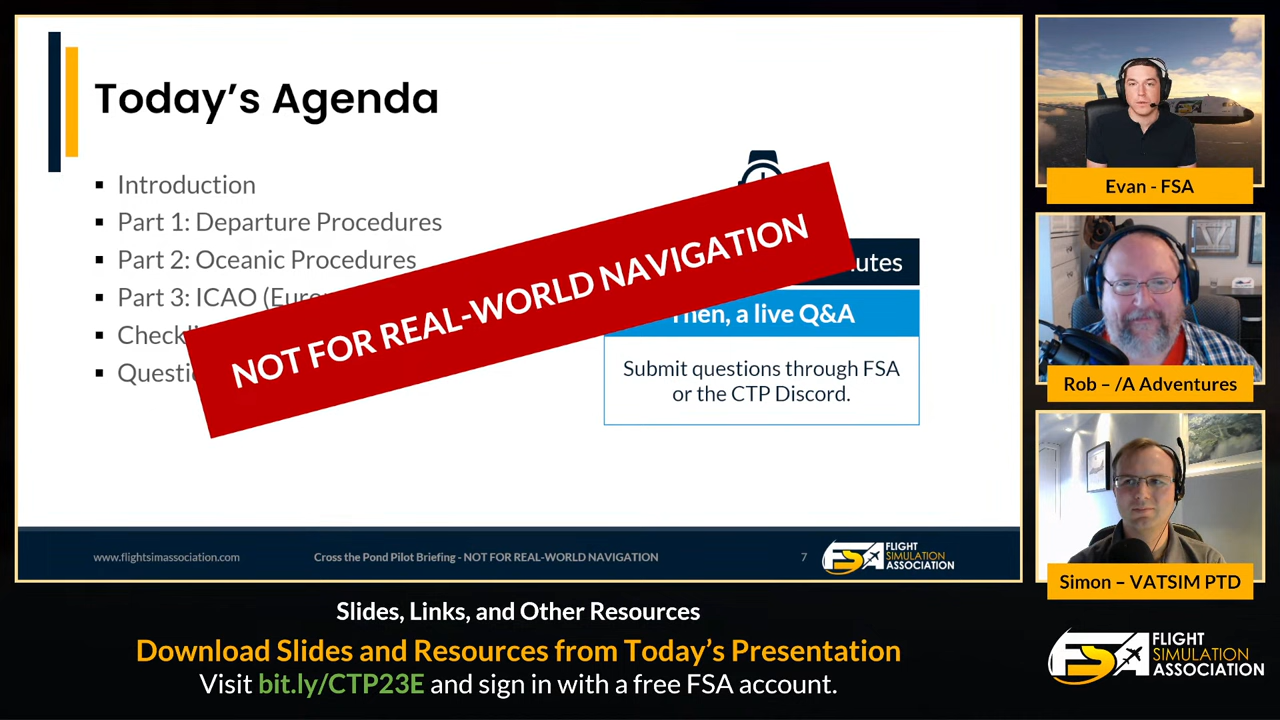 Today's Agenda
Introduction
Part 1: Departure Procedures
Part 2: Oceanic Procedures
Part 3: ICAO
NOT FOR REAL-WORLD NAVIGATION
Then, a live Q&A
Submit questions through FSA
or the CTP Discord.
www.flightsimassociation.com
Cross the Pond Pilot Briefing - NOT FOR REAL-WORLD NAVIGATION
7
FSA FLIGHT
SIMULATION
ASSOCIATION
Evan - FSA
Rob – /A Adventures
Simon – VATSIM PTD
Slides, Links, and Other Resources
Download Slides and Resources from Today's Presentation
Visit bit.ly/CTP23E and sign in with a free FSA account.
FSA FLIGHT
SIMULATION
ASSOCIATION